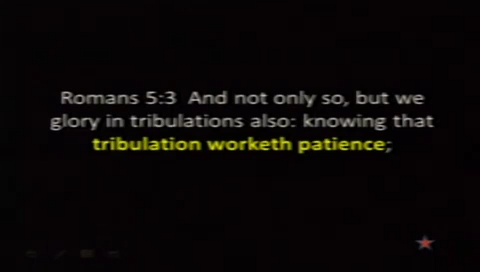 Romans 5:3 And not only so, but we
glory in tribulations also: knowing that
tribulation worketh patience;